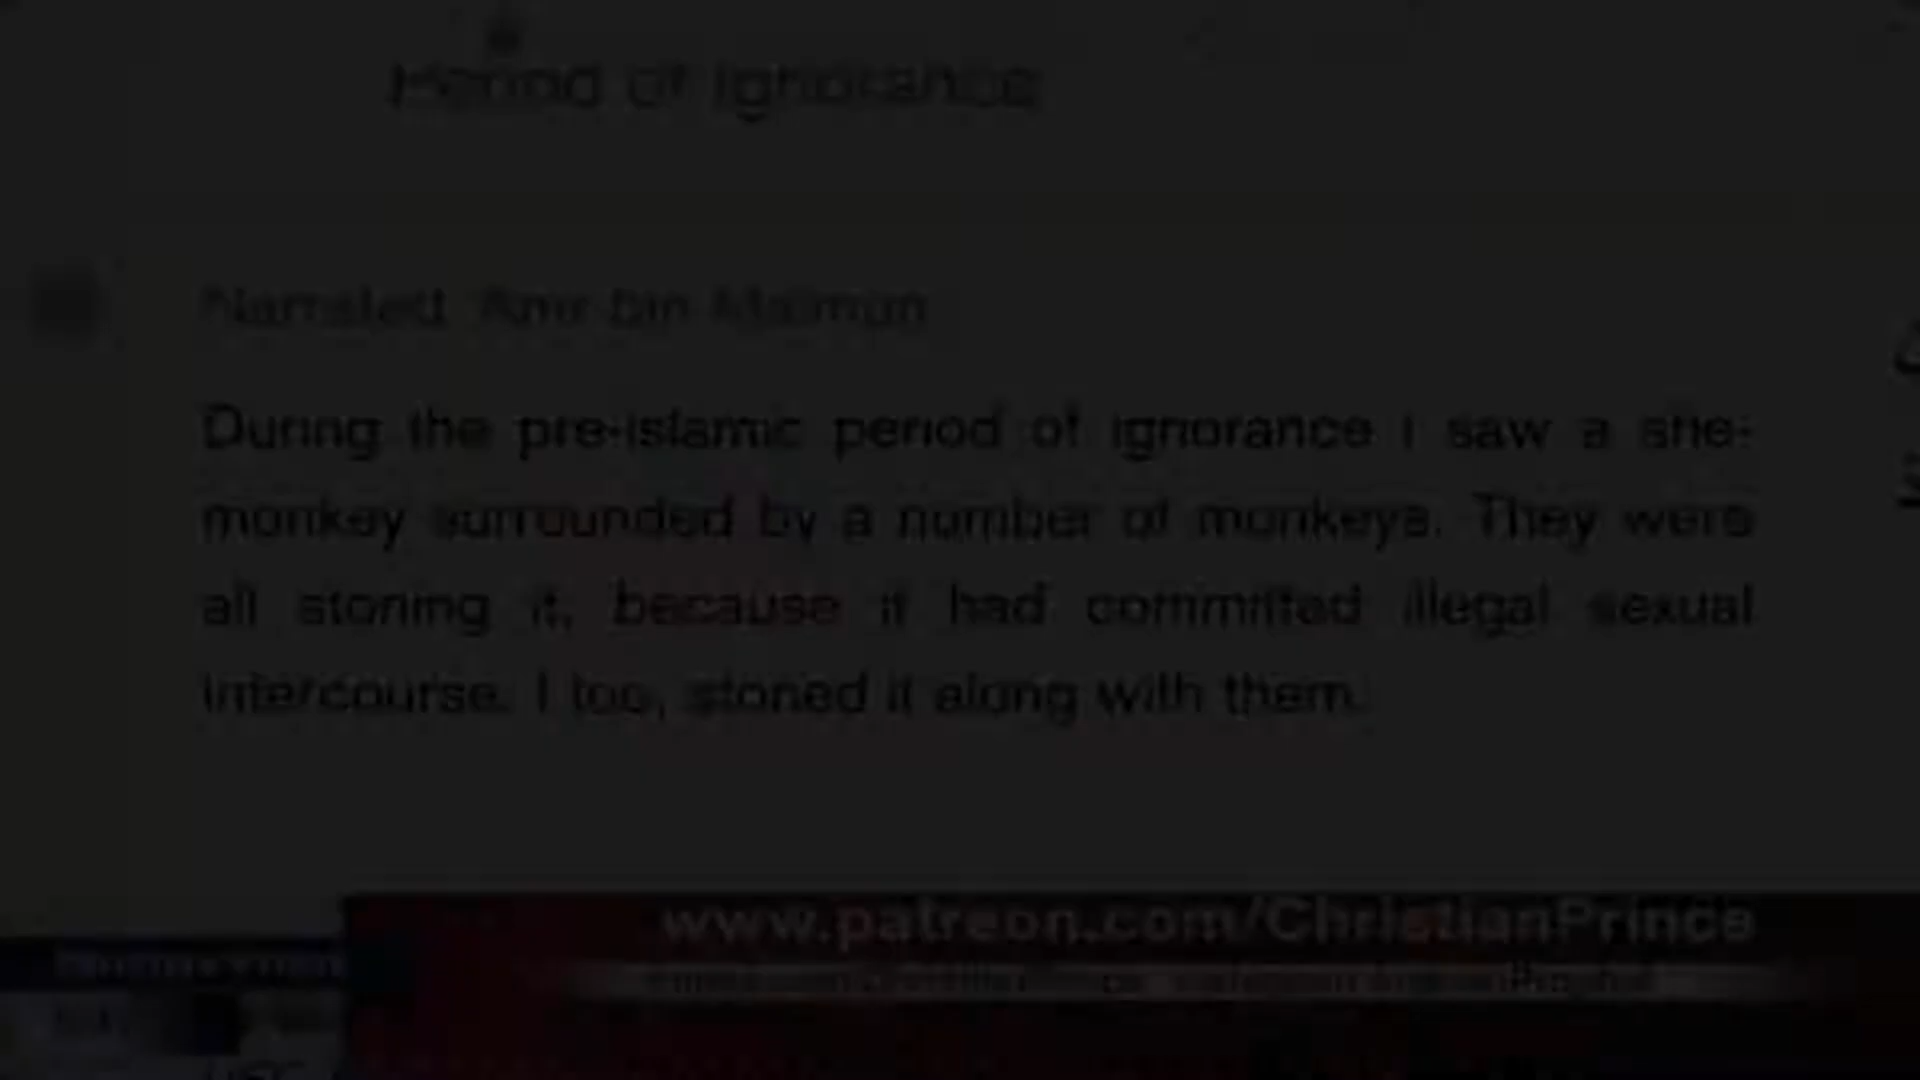 Period of Ignorance
Narrated 'Amr bin Maimun
During the pre-Islamic period of ignorance I saw a she-
monkey surrounded by a number of monkeys. They were
all stoning it, because it had committed illegal sexual
intercourse. I too, stoned it along with them.
www.patreon.com/ChristianPrince